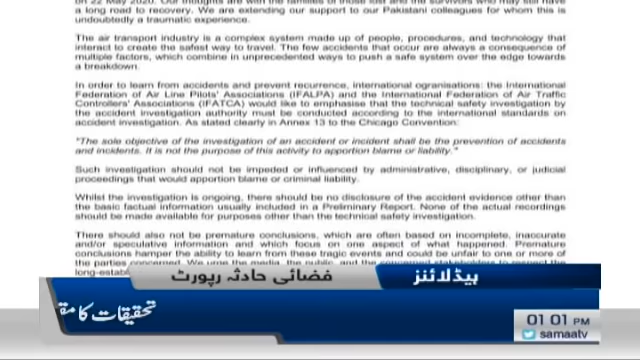 on 22 May 2020. Our thoughts are with the families of those lost and the survivors who may still have
a long road to recovery. We are extending our support to our Pakistani colleagues for whom this is
undoubtedly a traumatic experience.
The air transport industry is a complex system made up of people, procedures, and technology that
interact to create the safest way to travel. The few accidents that occur are always a consequence of
multiple factors, which combine in unprecedented ways to push a safe system over the edge towards
a breakdown.
In order to learn from accidents and prevent recurrence, international ogranisations: the International
Federation of Air Line Pilots' Associations (IFALPA) and the International Federation of Air Traffic
Controllers' Associations (IFATCA) would like to emphasise that the technical safety investigation by
the accident investigation authority must be conducted according to the international standards on
accident investigation. As stated clearly in Annex 13 to the Chicago Convention:
"The sole objective of the investigation of an accident or incident shall be the prevention of accidents
and incidents. It is not the purpose of this activity to apportion blame or liability."
Such investigation should not be impeded or influenced by administrative, disciplinary, or judicial
proceedings that would apportion blame or criminal liability.
Whilst the investigation is ongoing, there should be no disclosure of the accident evidence other than
the basic factual information usually included in a Preliminary Report. None of the actual recordings
should be made available for purposes other than the technical safety investigation.
There should also not be premature conclusions, which are often based on incomplete, inaccurate
and/or speculative information and which focus on one aspect of what happened. Premature
conclusions hamper the ability to learn from these tragic events and could be unfair to one or more of
the parties concerned. We urge the media, the public, and the concerned stakeholders to respect the
ہیڈلائنز
فضائی حادثہ رپورٹ
تحقیقات کا
01:01 PM
samaatv